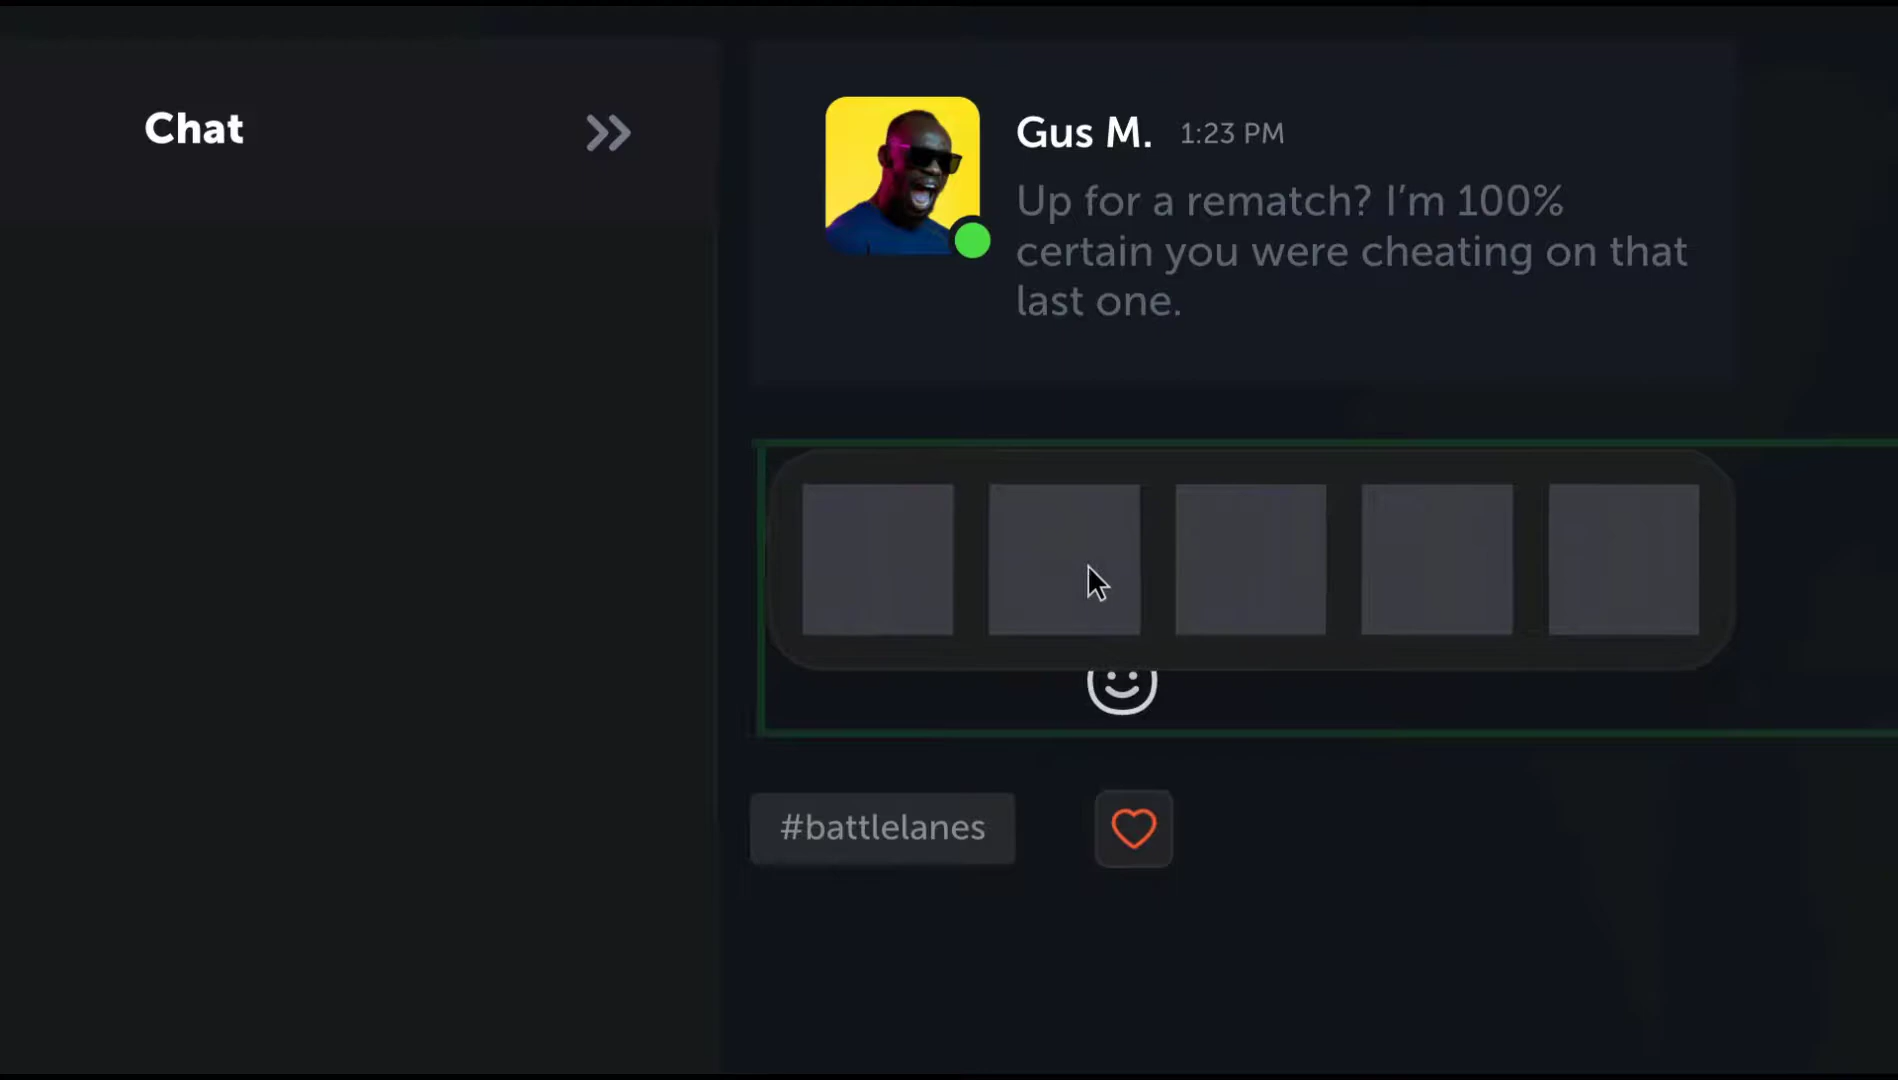 Chat
Gus M. 1:23 PM
Up for a rematch? I’m 100%
certain you were cheating on that
last one.
#battlelanes